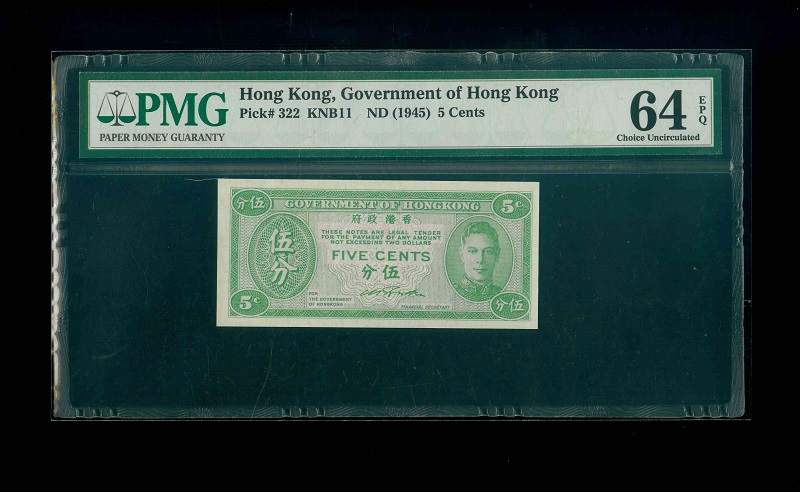 PMG
PAPER MONEY GUARANTY
Hong Kong, Government of Hong Kong
Pick# 322 KNB11 ND (1945) 5 Cents
64 EPQ
Choice Uncirculated
分伍 GOVERNMENT OF HONGKONG 5c.
府政港香
THESE NOTES ARE LEGAL TENDER
FOR THE PAYMENT OF ANY AMOUNT
NOT EXCEEDING TWO DOLLARS
伍分
FIVE CENTS
分伍
FOR
THE GOVERNMENT
OF HONGKONG
FINANCIAL SECRETARY
5c 分伍